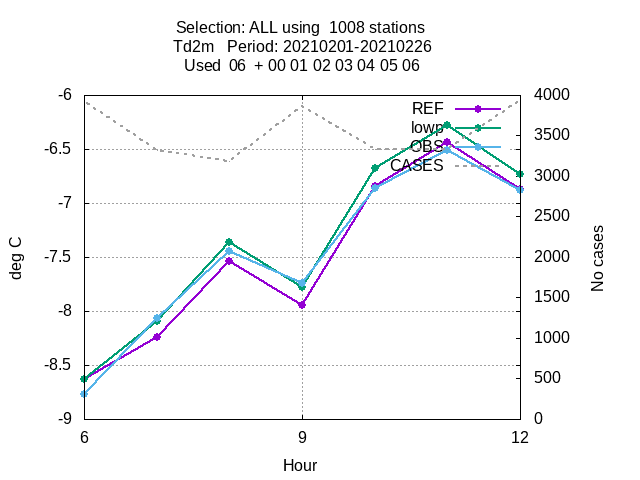 Selection: ALL using  1008 stations
Td2m   Period: 20210201-20210226
Used  06  + 00 01 02 03 04 05 06
-6
-6.5
-7
-7.5
-8
-8.5
-9
4000
3500
3000
2500
2000
1500
1000
500
0
REF
lowp
OBS
CASES
deg C
No cases
6
9
12
Hour